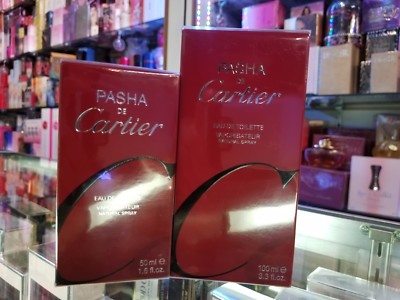 PASHA
DE
Cartier
EAU DE TOILETTE
VAPORISATEUR
NATURAL SPRAY
50 ml e
1.6 fl.oz.
PASHA
DE
Cartier
EAU DE TOILETTE
VAPORISATEUR
NATURAL SPRAY
100 ml e
3.3 fl.oz.